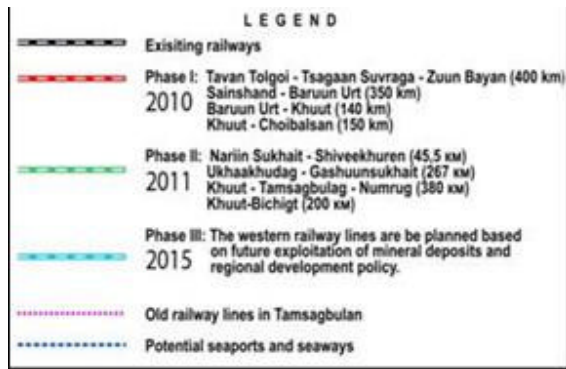 LEGEND
Exisiting railways
Phase I: Tavan Tolgoi - Tsagaan Suvraga - Zuun Bayan (400 km)
2010 Sainshand - Baruun Urt (350 km)
Baruun Urt - Khuut (140 km)
Khuut - Choibalsan (150 km)
Phase II: Nariin Sukhait - Shiveekhuren (45,5 км)
2011 Ukhaakhudag - Gashuunsukhait (267 км)
Khuut - Tamsagbulag - Numrug (380 км)
Khuut-Bichigt (200 км)
Phase III: The western railway lines are be planned based
2015 on future exploitation of mineral deposits and
regional development policy.
Old railway lines in Tamsagbulan
Potential seaports and seaways